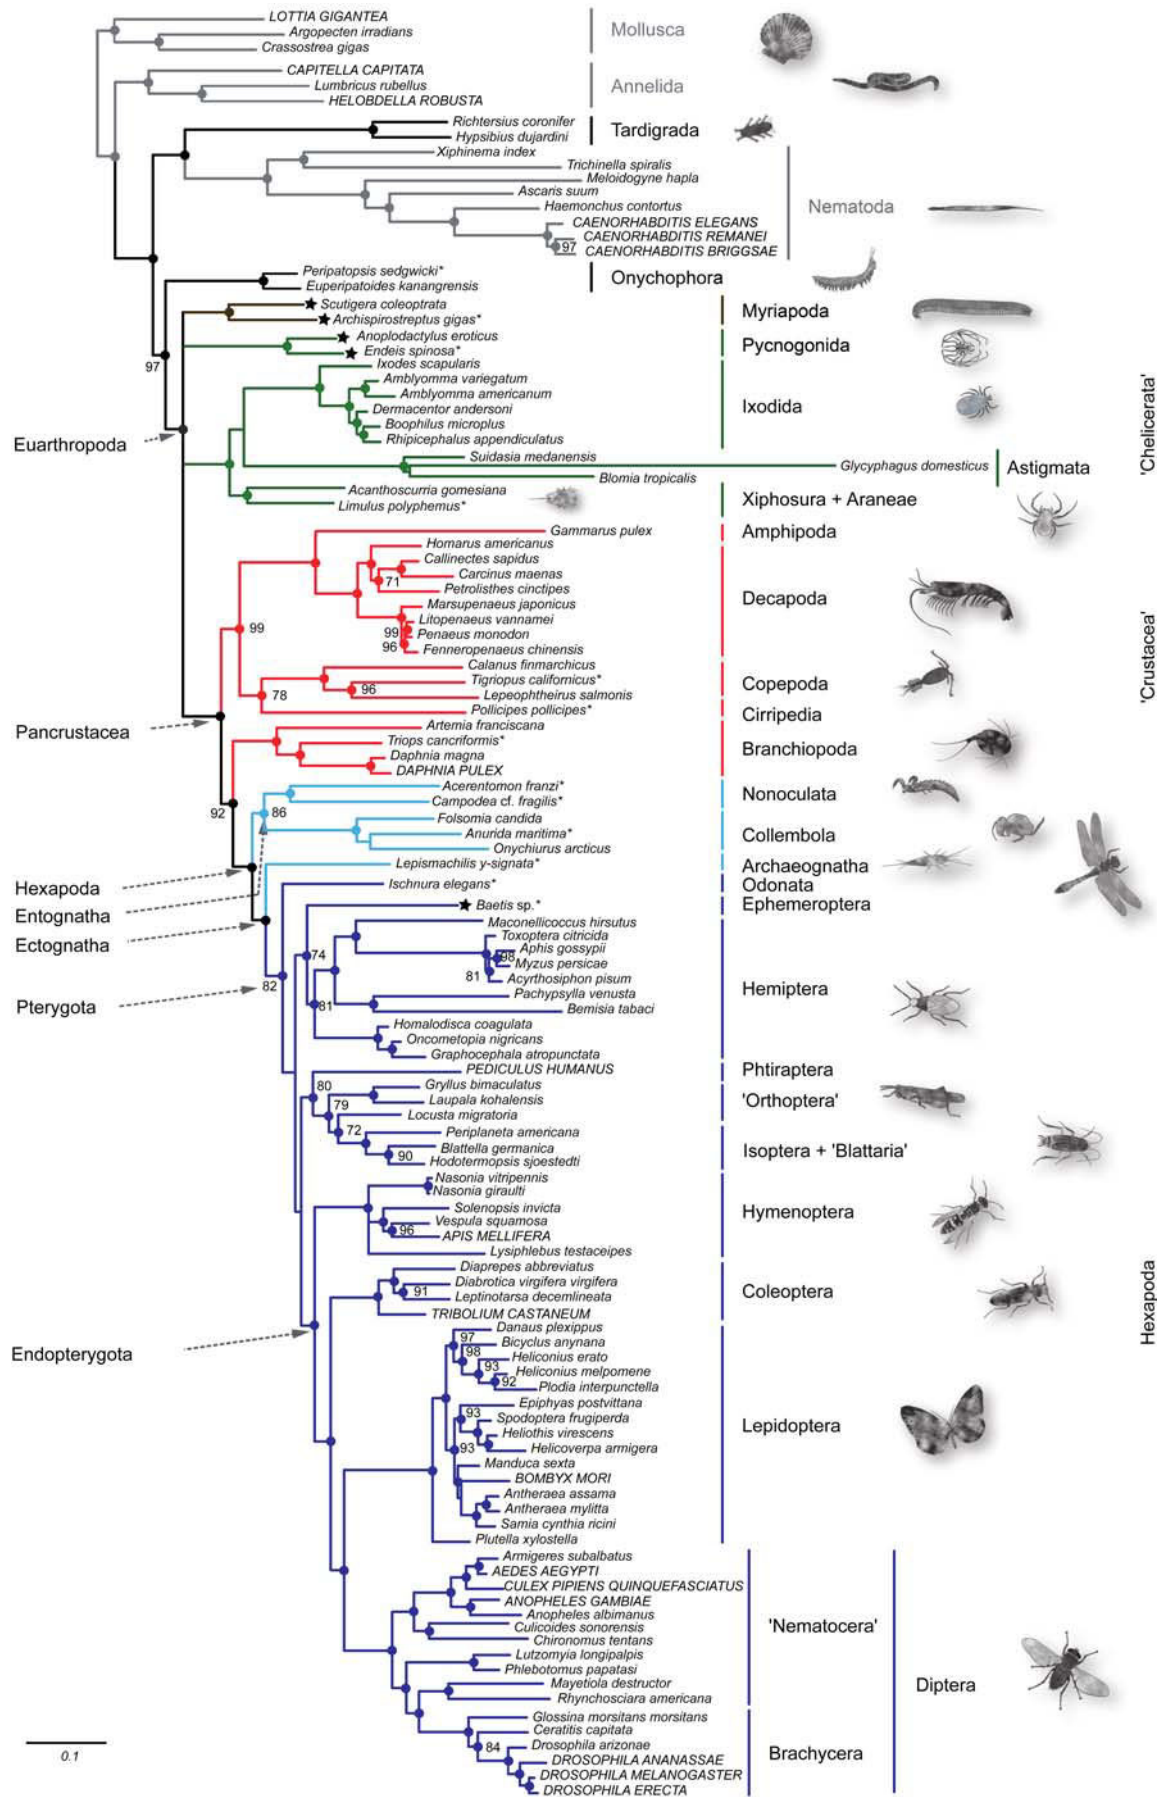 LOTTIA GIGANTEA
Argopecten irradians
Crassostrea gigas
Mollusca
CAPITELLA CAPITATA
Lumbricus rubellus
HELOBDELLA ROBUSTA
Annelida
Richtersius coronifer
Hypsibius dujardini
Tardigrada
Xiphinema index
Trichinella spiralis
Meloidogyne hapla
Ascaris suum
Haemonchus contortus
CAENORHABDITIS ELEGANS
CAENORHABDITIS REMANEI
97
CAENORHABDITIS BRIGGSAE
Nematoda
Peripatopsis sedgwicki*
Euperipatoides kanangrensis
Onychophora
Scutigera coleoptrata
Archispirostreptus gigas*
Myriapoda
Anoplodactylus eroticus
Endeis spinosa*
Pycnogonida
97
Ixodes scapularis
Amblyomma variegatum
Amblyomma americanum
Dermacentor andersoni
Boophilus microplus
Rhipicephalus appendiculatus
Ixodida
Euarthropoda
Suidasia medanensis
Glycyphagus domesticus
Blomia tropicalis
Astigmata
'Chelicerata'
Acanthoscurria gomesiana
Limulus polyphemus*
Xiphosura + Araneae
Gammarus pulex
Amphipoda
Homarus americanus
Callinectes sapidus
Carcinus maenas
71
Petrolisthes cinctipes
Marsupenaeus japonicus
Litopenaeus vannamei
99
Penaeus monodon
96
Fenneropenaeus chinensis
Decapoda
99
'Crustacea'
Calanus finmarchicus
Tigriopus californicus*
96
Lepeophtheirus salmonis
Copepoda
78
Pollicipes pollicipes*
Cirripedia
Pancrustacea
Artemia franciscana
Triops cancriformis*
Daphnia magna
DAPHNIA PULEX
Branchiopoda
92
Acerentomon franzi*
Campodea cf. fragilis*
Nonoculata
86
Folsomia candida
Anurida maritima*
Onychiurus arcticus
Collembola
Lepismachilis y-signata*
Archaeognatha
Hexapoda
Entognatha
Ectognatha
Ischnura elegans*
Odonata
Baetis sp.*
Ephemeroptera
Pterygota
82
74
Maconellicoccus hirsutus
Toxoptera citricida
Aphis gossypii
98
Myzus persicae
81
Acyrthosiphon pisum
Pachypsylla venusta
81
Bemisia tabaci
Homalodisca coagulata
Oncometopia nigricans
Graphocephala atropunctata
Hemiptera
PEDICULUS HUMANUS
Phtiraptera
80
Gryllus bimaculatus
79
Laupala kohalensis
Locusta migratoria
'Orthoptera'
72
Periplaneta americana
Blattella germanica
90
Hodotermopsis sjoestedti
Isoptera + 'Blattaria'
Nasonia vitripennis
Nasonia giraulti
Solenopsis invicta
Vespula squamosa
96
APIS MELLIFERA
Lysiphlebus testaceipes
Hymenoptera
Hexapoda
Diaprepes abbreviatus
Diabrotica virgifera virgifera
91
Leptinotarsa decemlineata
TRIBOLIUM CASTANEUM
Coleoptera
Endopterygota
Danaus plexippus
97
Bicyclus anynana
98
Heliconius erato
93
Heliconius melpomene
92
Plodia interpunctella
Epiphyas postvittana
93
Spodoptera frugiperda
Heliothis virescens
93
Helicoverpa armigera
Manduca sexta
BOMBYX MORI
Antheraea assama
Antheraea mylitta
Samia cynthia ricini
Plutella xylostella
Lepidoptera
Armigeres subalbatus
AEDES AEGYPTI
CULEX PIPIENS QUINQUEFASCIATUS
ANOPHELES GAMBIAE
Anopheles albimanus
Culicoides sonorensis
Chironomus tentans
Lutzomyia longipalpis
Phlebotomus papatasi
Mayetiola destructor
Rhynchosciara americana
'Nematocera'
Diptera
Glossina morsitans morsitans
Ceratitis capitata
84
Drosophila arizonae
DROSOPHILA ANANASSAE
DROSOPHILA MELANOGASTER
DROSOPHILA ERECTA
Brachycera
0.1